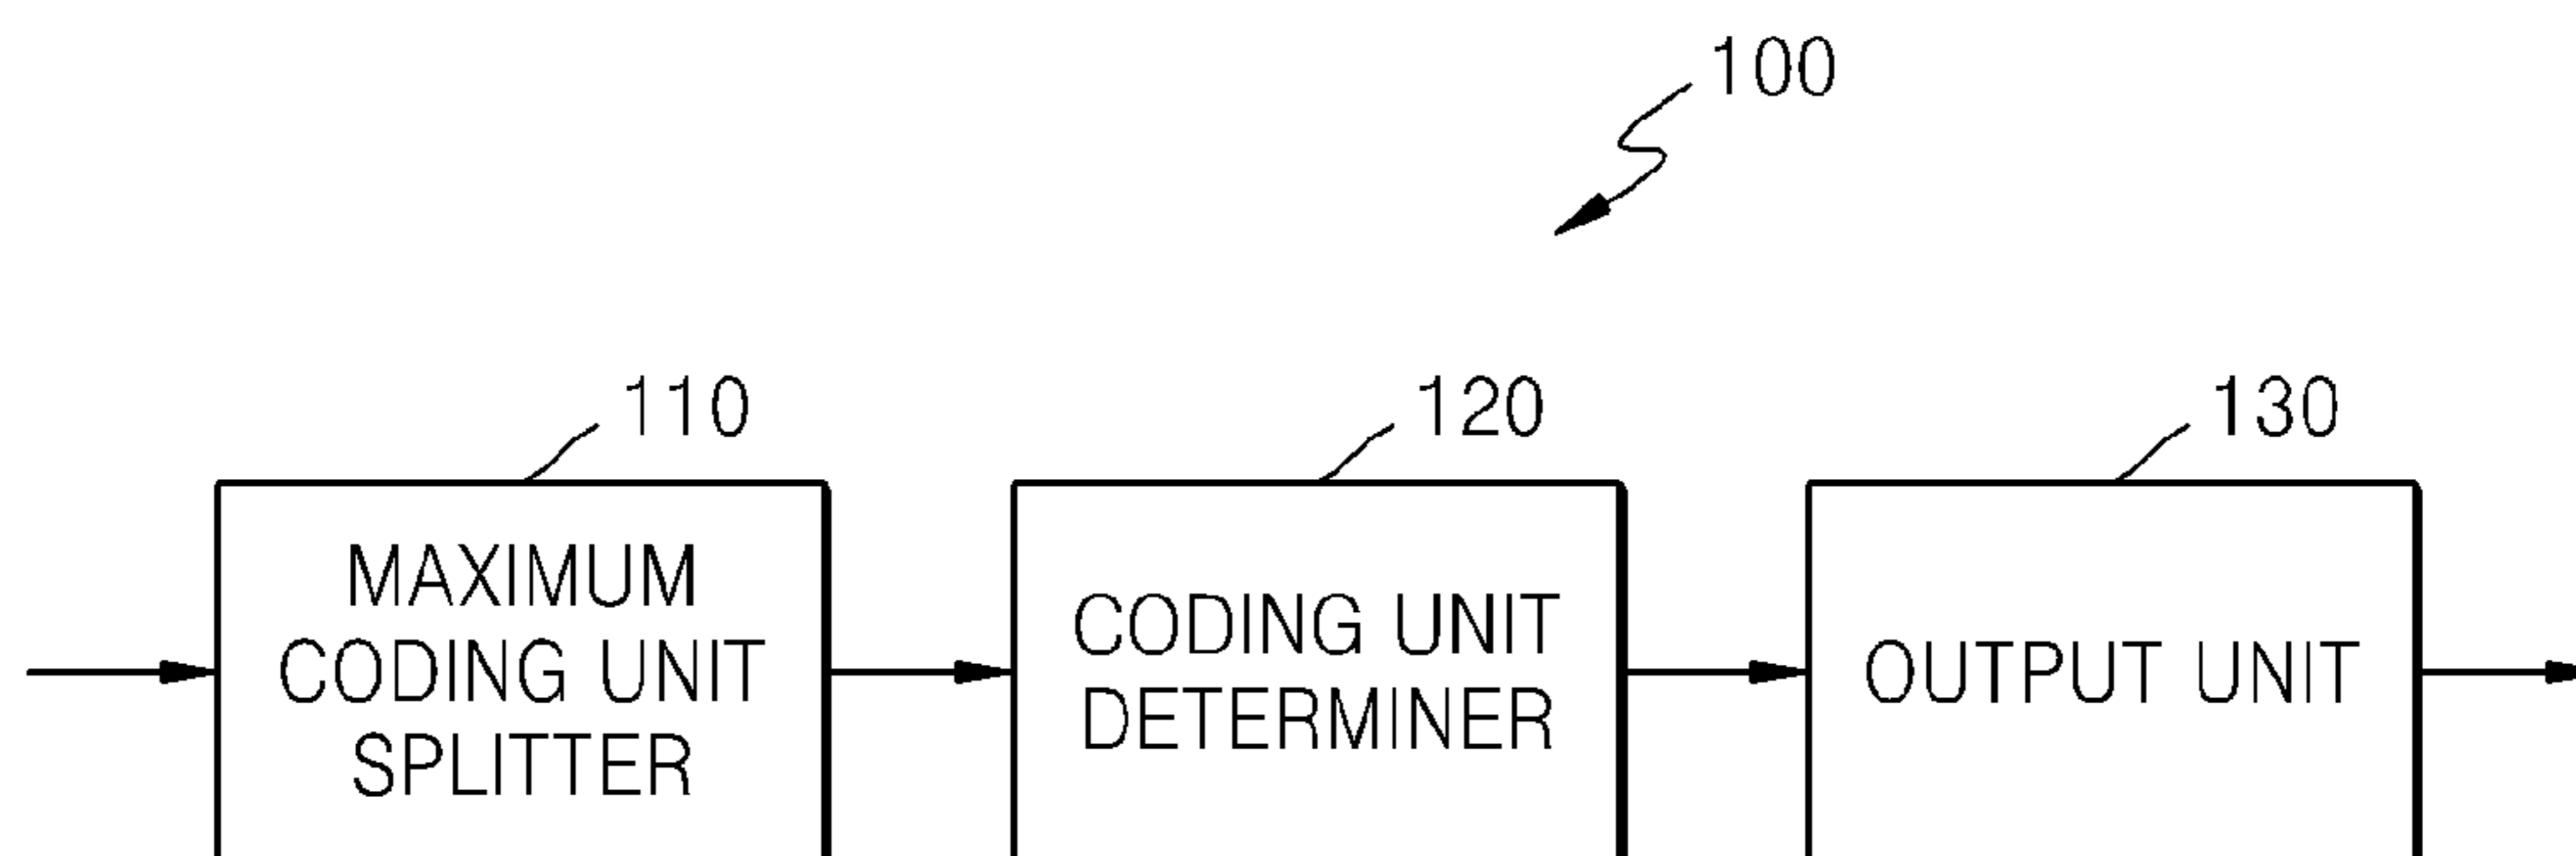 100
110
120
130
MAXIMUM
CODING UNIT
SPLITTER
CODING UNIT
DETERMINER
OUTPUT UNIT